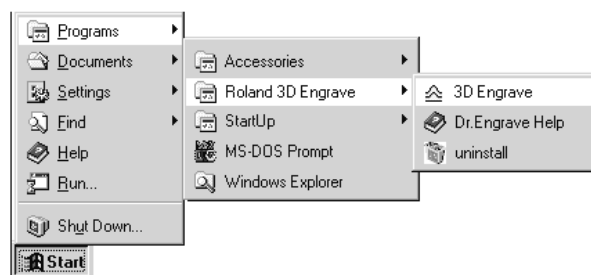 Programs
Documents
Settings
Find
Help
Run...
Shut Down...
Start
Accessories
Roland 3D Engrave
StartUp
MS-DOS Prompt
Windows Explorer
3D Engrave
Dr.Engrave Help
uninstall